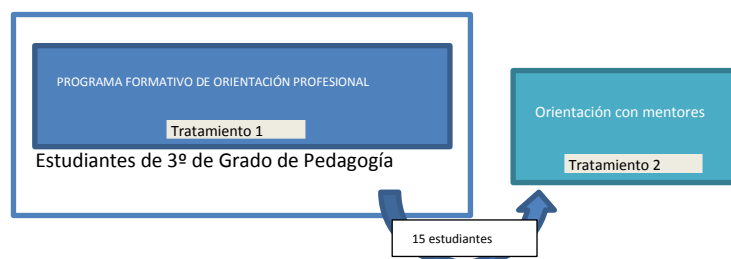 PROGRAMA FORMATIVO DE ORIENTACIÓN PROFESIONAL
Tratamiento 1
Estudiantes de 3º de Grado de Pedagogía
Orientación con mentores
Tratamiento 2
15 estudiantes